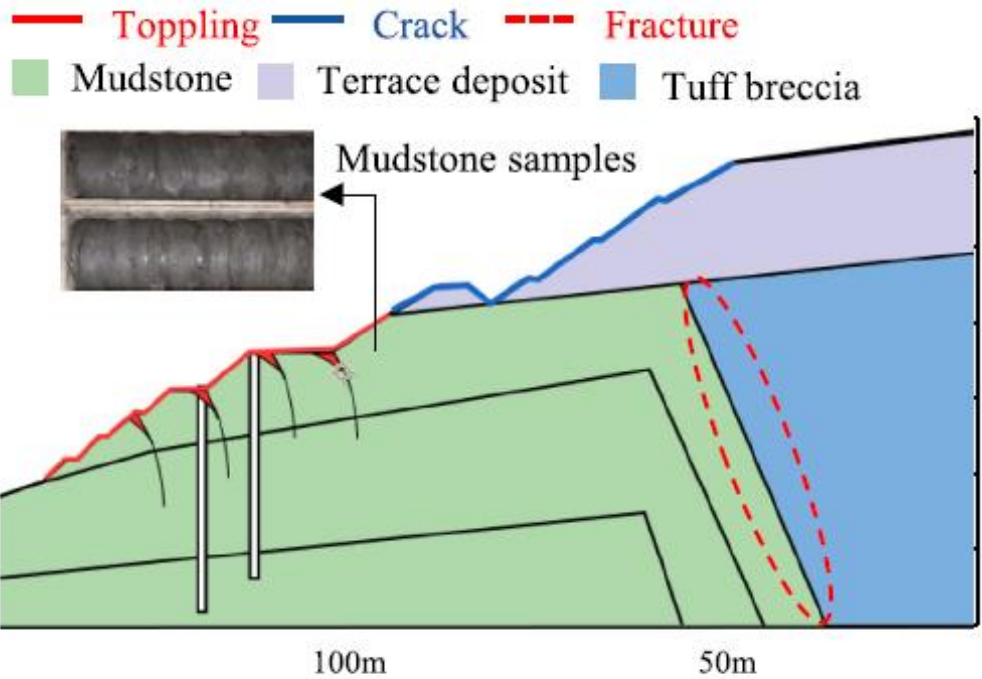 Toppling Crack Fracture
Mudstone Terrace deposit Tuff breccia
Mudstone samples
100m 50m